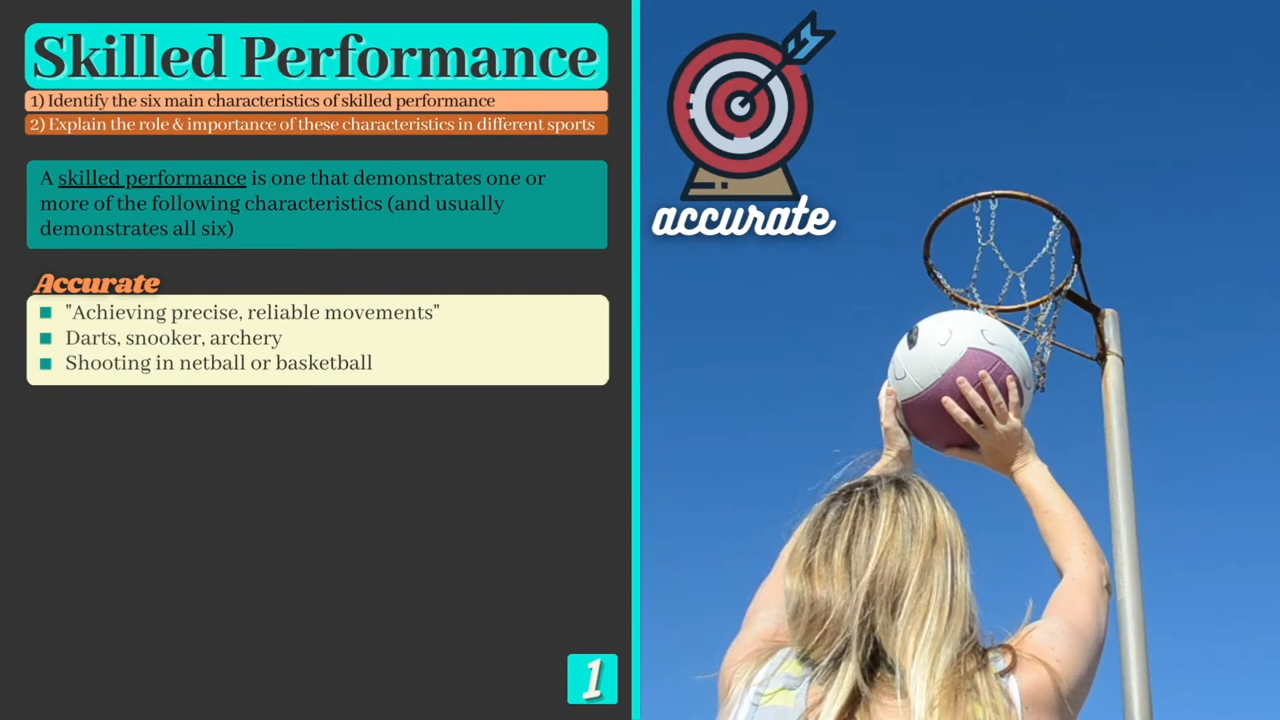 Skilled Performance
1) Identify the six main characteristics of skilled performance
2) Explain the role & importance of these characteristics in different sports
A skilled performance is one that demonstrates one or
more of the following characteristics (and usually
demonstrates all six)
Accurate
"Achieving precise, reliable movements"
Darts, snooker, archery
Shooting in netball or basketball
1
accurate